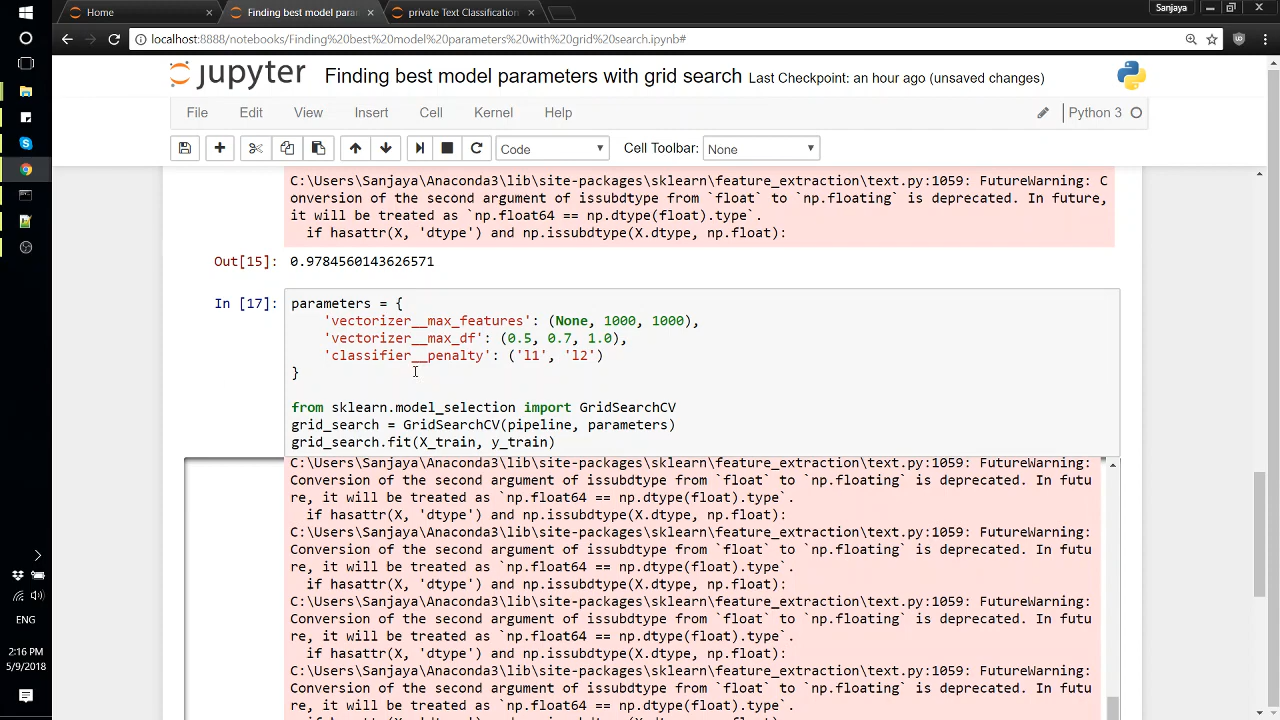 Home
Finding best model para
private Text Classification
Sanjaya
localhost:8888/notebooks/Finding%20best%20model%20parameters%20with%20grid%20search.ipynb#
jupyter Finding best model parameters with grid search Last Checkpoint: an hour ago (unsaved changes)
File Edit View Insert Cell Kernel Help Python 3
Code Cell Toolbar: None
C:\Users\Sanjaya\Anaconda3\lib\site-packages\sklearn\feature_extraction\text.py:1059: FutureWarning: C
onversion of the second argument of issubdtype from `float` to `np.floating` is deprecated. In future,
it will be treated as `np.float64 == np.dtype(float).type`.
if hasattr(X, 'dtype') and np.issubdtype(X.dtype, np.float):
Out[15]: 0.9784560143626571
In [17]: parameters = {
'vectorizer__max_features': (None, 1000, 1000),
'vectorizer__max_df': (0.5, 0.7, 1.0),
'classifier__penalty': ('l1', 'l2')
}
from sklearn.model_selection import GridSearchCV
grid_search = GridSearchCV(pipeline, parameters)
grid_search.fit(X_train, y_train)
C:\Users\Sanjaya\Anaconda3\lib\site-packages\sklearn\feature_extraction\text.py:1059: FutureWarning:
Conversion of the second argument of issubdtype from `float` to `np.floating` is deprecated. In futu
re, it will be treated as `np.float64 == np.dtype(float).type`.
if hasattr(X, 'dtype') and np.issubdtype(X.dtype, np.float):
C:\Users\Sanjaya\Anaconda3\lib\site-packages\sklearn\feature_extraction\text.py:1059: FutureWarning:
Conversion of the second argument of issubdtype from `float` to `np.floating` is deprecated. In futu
re, it will be treated as `np.float64 == np.dtype(float).type`.
if hasattr(X, 'dtype') and np.issubdtype(X.dtype, np.float):
C:\Users\Sanjaya\Anaconda3\lib\site-packages\sklearn\feature_extraction\text.py:1059: FutureWarning:
Conversion of the second argument of issubdtype from `float` to `np.floating` is deprecated. In futu
re, it will be treated as `np.float64 == np.dtype(float).type`.
if hasattr(X, 'dtype') and np.issubdtype(X.dtype, np.float):
C:\Users\Sanjaya\Anaconda3\lib\site-packages\sklearn\feature_extraction\text.py:1059: FutureWarning:
Conversion of the second argument of issubdtype from `float` to `np.floating` is deprecated. In futu
re, it will be treated as `np.float64 == np.dtype(float).type`.
if hasattr(X, 'dtype') and np.issubdtype(X.dtype, np.float):
ENG
2:16 PM
5/9/2018